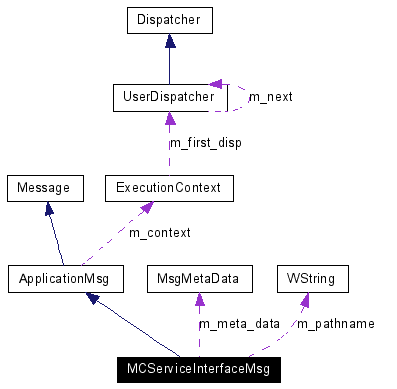 Dispatcher
UserDispatcher
m_next
m_first_disp
Message
ExecutionContext
m_context
ApplicationMsg
MsgMetaData
WString
m_meta_data
m_pathname
MCServiceInterfaceMsg